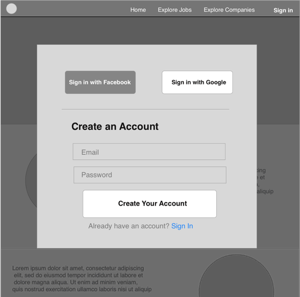 Home Explore Jobs Explore Companies Sign in
Sign in with Facebook Sign in with Google
Create an Account
Email
Password
Create Your Account
Already have an account? Sign In
Lorem ipsum dolor sit amet, consectetur adipiscing
elit, sed do eiusmod tempor incididunt ut labore et
dolore magna aliqua. Ut enim ad minim veniam,
quis nostrud exercitation ullamco laboris nisi ut aliquip